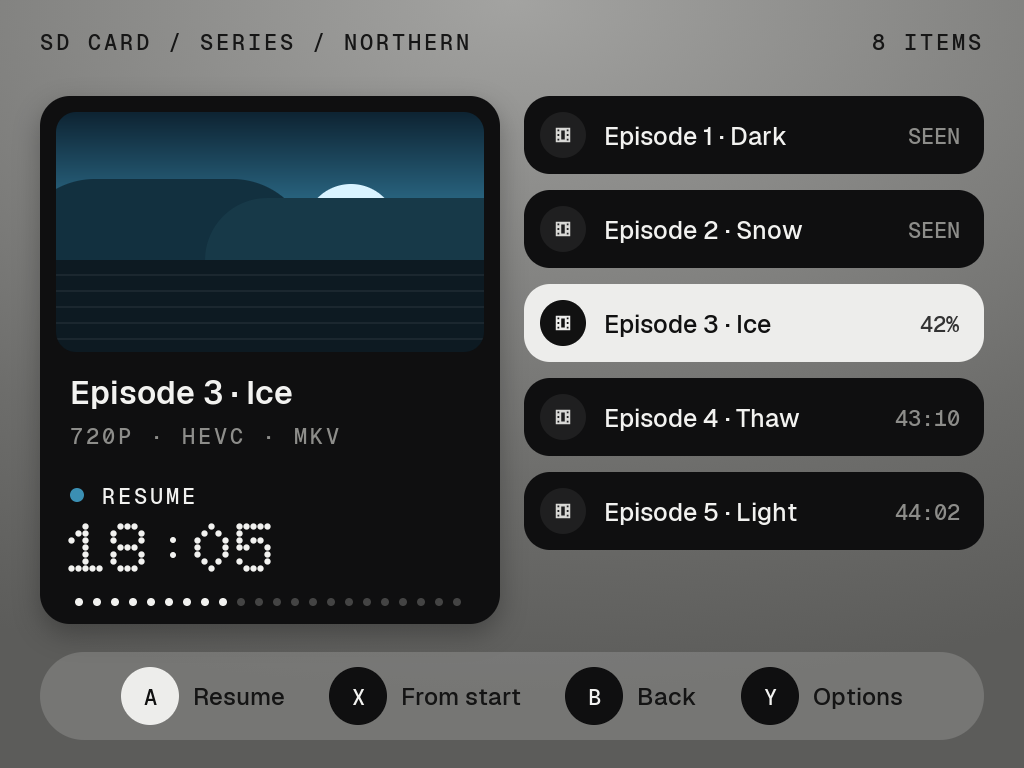 SD CARD / SERIES / NORTHERN
8 ITEMS
Episode 3 · Ice
720P · HEVC · MKV
RESUME
18:05
Episode 1 · Dark
SEEN
Episode 2 · Snow
SEEN
Episode 3 · Ice
42%
Episode 4 · Thaw
43:10
Episode 5 · Light
44:02
A Resume
X From start
B Back
Y Options